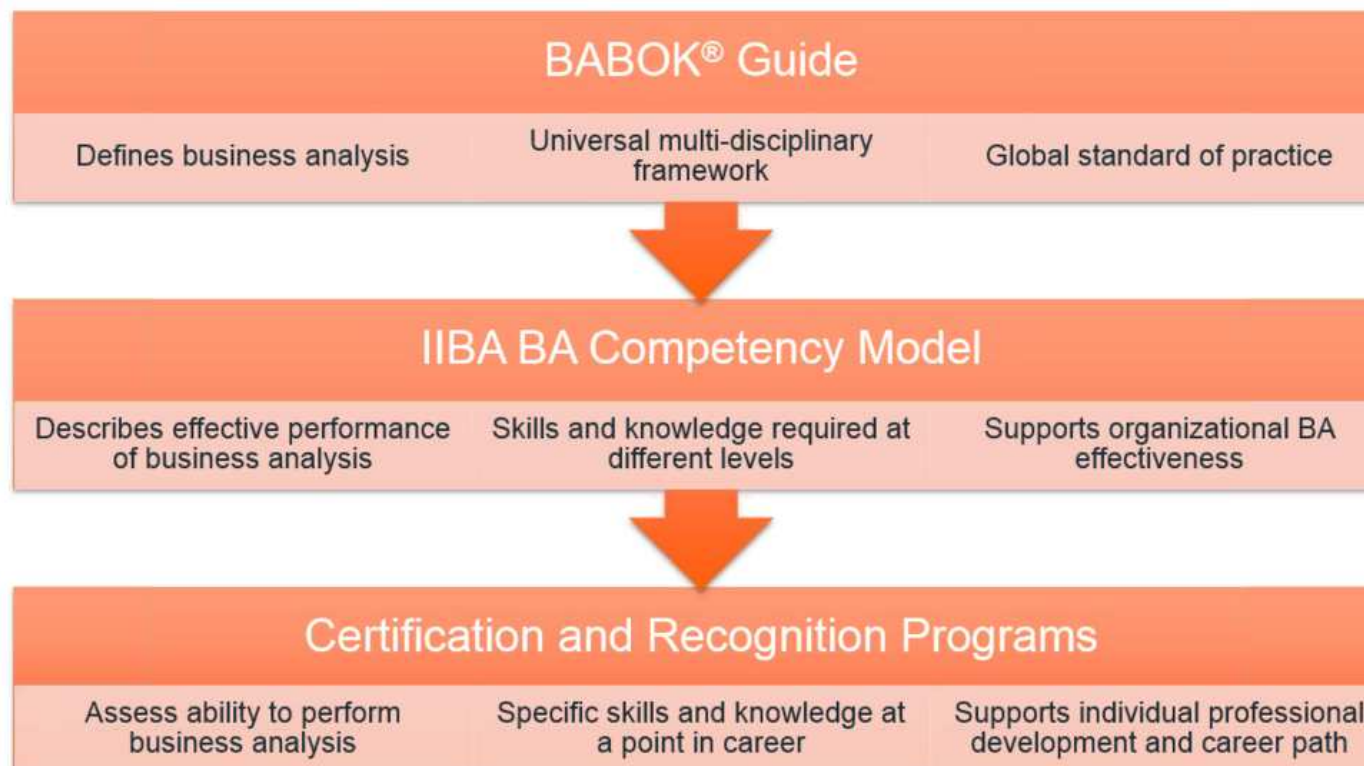 BABOK® Guide
Defines business analysis
Universal multi-disciplinary
framework
Global standard of practice
IIBA BA Competency Model
Describes effective performance
of business analysis
Skills and knowledge required at
different levels
Supports organizational BA
effectiveness
Certification and Recognition Programs
Assess ability to perform
business analysis
Specific skills and knowledge at
a point in career
Supports individual professional
development and career path